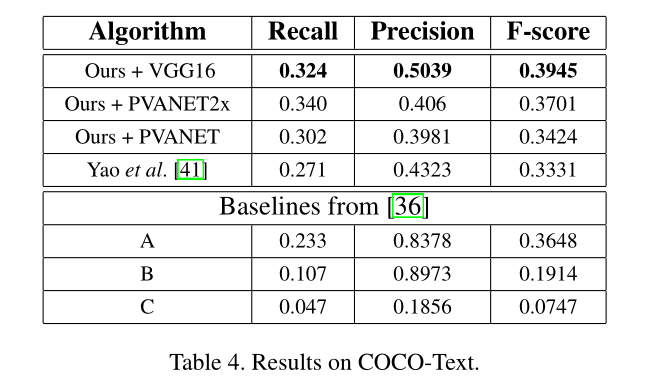 Algorithm Recall Precision F-score
Ours + VGG16 0.324 0.5039 0.3945
Ours + PVANET2x 0.340 0.406 0.3701
Ours + PVANET 0.302 0.3981 0.3424
Yao et al. [41] 0.271 0.4323 0.3331
Baselines from [36]
A 0.233 0.8378 0.3648
B 0.107 0.8973 0.1914
C 0.047 0.1856 0.0747
Table 4. Results on COCO-Text.